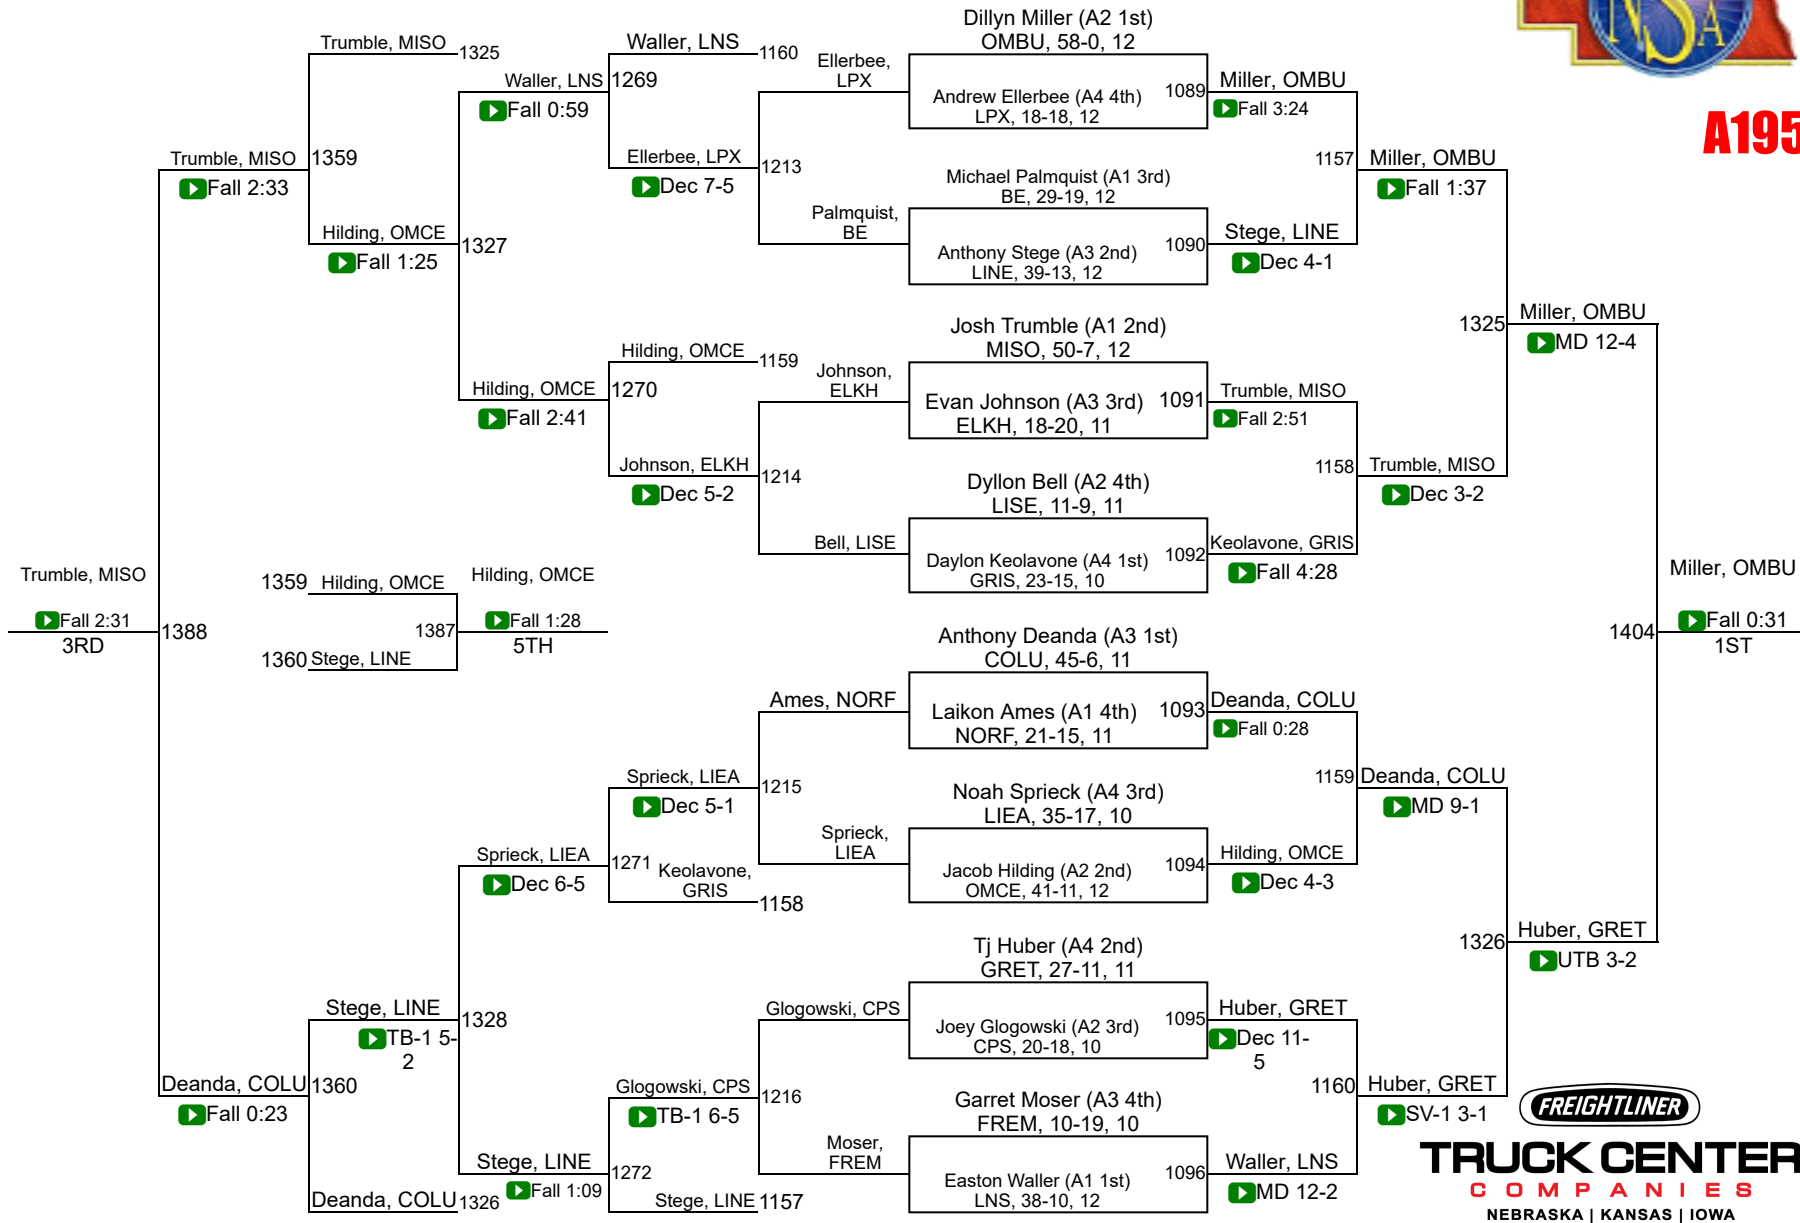 NSA
A195
Dillyn Miller (A2 1st)
OMBU, 58-0, 12
Andrew Ellerbee (A4 4th)
LPX, 18-18, 12
1089
Michael Palmquist (A1 3rd)
BE, 29-19, 12
Anthony Stege (A3 2nd)
LINE, 39-13, 12
1090
Josh Trumble (A1 2nd)
MISO, 50-7, 12
Evan Johnson (A3 3rd)
ELKH, 18-20, 11
1091
Dyllon Bell (A2 4th)
LISE, 11-9, 11
Daylon Keolavone (A4 1st)
GRIS, 23-15, 10
1092
Anthony Deanda (A3 1st)
COLU, 45-6, 11
Laikon Ames (A1 4th)
NORF, 21-15, 11
1093
Noah Sprieck (A4 3rd)
LIEA, 35-17, 10
Jacob Hilding (A2 2nd)
OMCE, 41-11, 12
1094
Tj Huber (A4 2nd)
GRET, 27-11, 11
Joey Glogowski (A2 3rd)
CPS, 20-18, 10
1095
Garret Moser (A3 4th)
FREM, 10-19, 10
Easton Waller (A1 1st)
LNS, 38-10, 12
1096
Miller, OMBU
Fall 3:24
1157
Stege, LINE
Dec 4-1
Trumble, MISO
Fall 2:51
1158
Keolavone, GRIS
Fall 4:28
Deanda, COLU
Fall 0:28
1159
Hilding, OMCE
Dec 4-3
Huber, GRET
Dec 11-
5
1160
Waller, LNS
MD 12-2
Miller, OMBU
Fall 1:37
1325
Trumble, MISO
Dec 3-2
Deanda, COLU
MD 9-1
1326
Huber, GRET
SV-1 3-1
Miller, OMBU
MD 12-4
1404
Huber, GRET
UTB 3-2
Miller, OMBU
Fall 0:31
1ST
Ellerbee,
LPX
1213
Palmquist,
BE
Johnson,
ELKH
1214
Bell, LISE
Ames, NORF
1215
Sprieck,
LIEA
Glogowski, CPS
1216
Moser,
FREM
Waller, LNS
1160
1269
Ellerbee, LPX
Dec 7-5
Hilding, OMCE
1159
1270
Johnson, ELKH
Dec 5-2
Sprieck, LIEA
Dec 5-1
1271
Keolavone,
GRIS
1158
Glogowski, CPS
TB-1 6-5
1272
Stege, LINE
1157
Waller, LNS
Fall 0:59
1327
Hilding, OMCE
Fall 2:41
Sprieck, LIEA
Dec 6-5
1328
Stege, LINE
Fall 1:09
Trumble, MISO
1325
1359
Hilding, OMCE
Fall 1:25
Stege, LINE
TB-1 5-
2
1360
Deanda, COLU
1326
Trumble, MISO
Fall 2:33
1388
Deanda, COLU
Fall 0:23
Trumble, MISO
Fall 2:31
3RD
1359
Hilding, OMCE
1387
1360
Stege, LINE
Hilding, OMCE
Fall 1:28
5TH
FREIGHTLINER
TRUCK CENTER
COMPANIES
NEBRASKA | KANSAS | IOWA